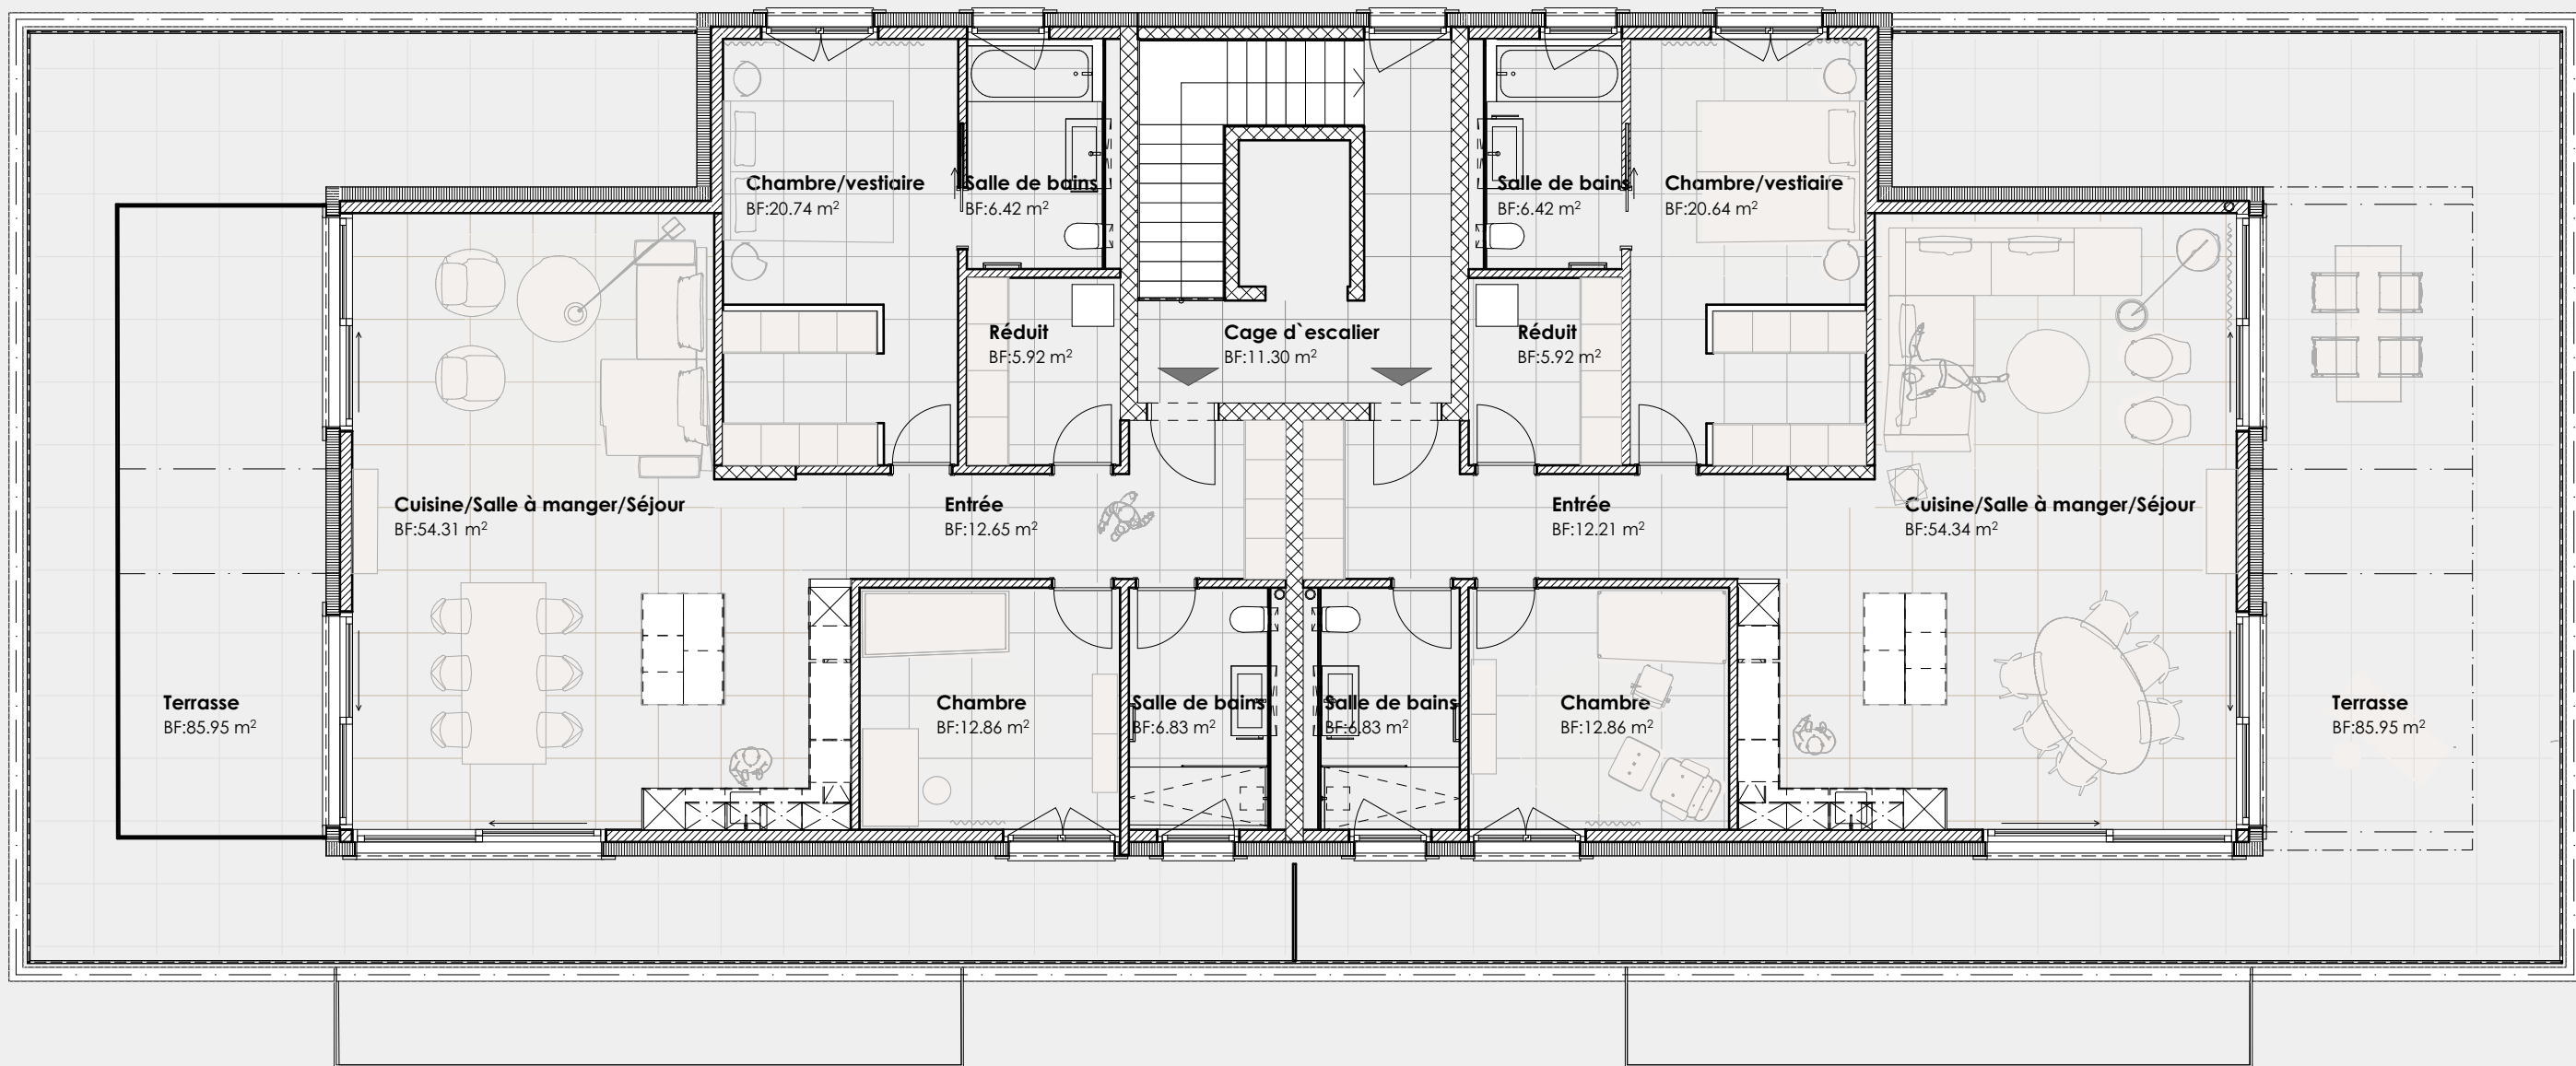 Chambre/vestiaire
BF:20.74 m²
Salle de bains
BF:6.42 m²
Salle de bains
BF:6.42 m²
Chambre/vestiaire
BF:20.64 m²
Réduit
BF:5.92 m²
Cage d`escalier
BF:11.30 m²
Réduit
BF:5.92 m²
Cuisine/Salle à manger/Séjour
BF:54.31 m²
Entrée
BF:12.65 m²
Entrée
BF:12.21 m²
Cuisine/Salle à manger/Séjour
BF:54.34 m²
Terrasse
BF:85.95 m²
Chambre
BF:12.86 m²
Salle de bains
BF:6.83 m²
Salle de bains
BF:6.83 m²
Chambre
BF:12.86 m²
Terrasse
BF:85.95 m²